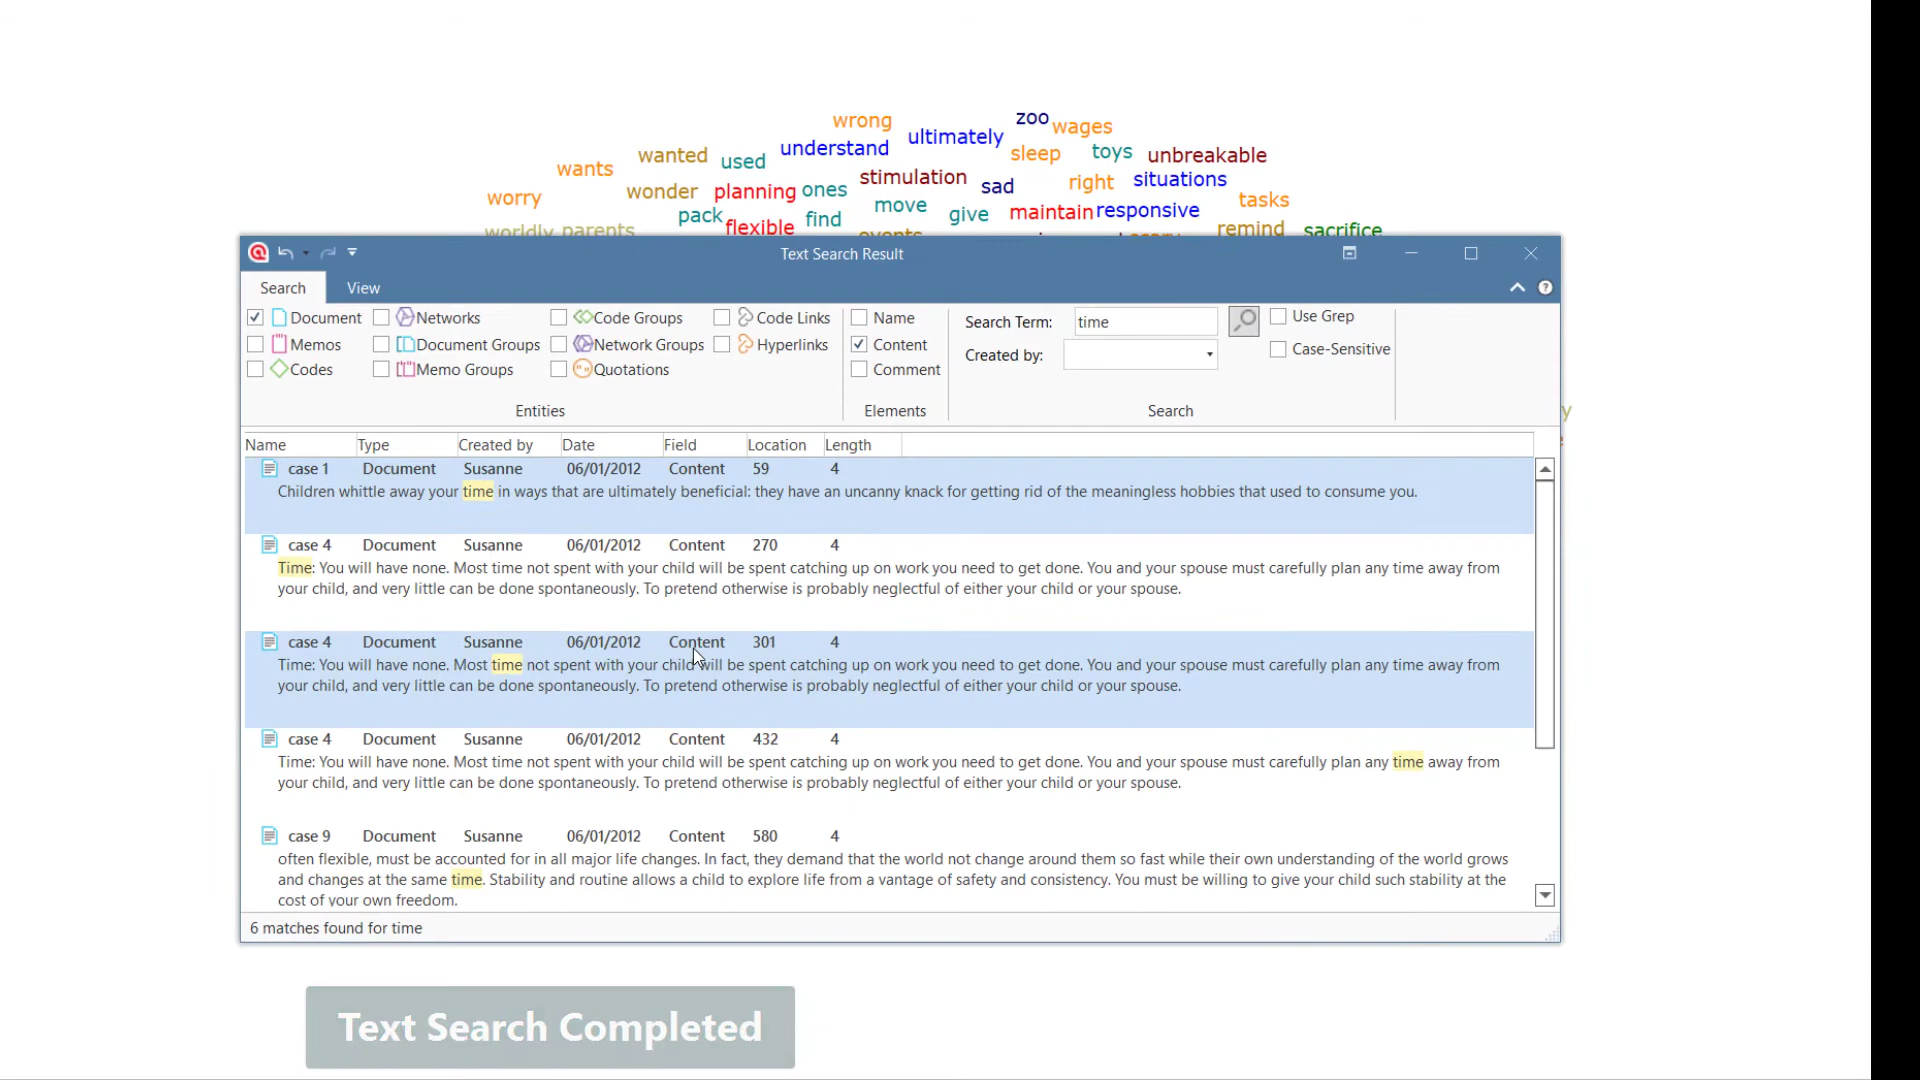 zoo
wrong
wages
ultimately
understand
sleep
toys
unbreakable
wanted
used
wants
stimulation
sad
right
situations
wonder
planning
ones
worry
tasks
pack
find
move
give
maintain
responsive
flexible
remind
sacrifice
worldly
parents
events
Text Search Result
Search View
Document Networks Code Groups Code Links Name Search Term: time Use Grep
Memos Document Groups Network Groups Hyperlinks Content Created by: Case-Sensitive
Codes Memo Groups Quotations Comment
Entities Elements Search
Name Type Created by Date Field Location Length
case 1 Document Susanne 06/01/2012 Content 59 4
Children whittle away your time in ways that are ultimately beneficial: they have an uncanny knack for getting rid of the meaningless hobbies that used to consume you.
case 4 Document Susanne 06/01/2012 Content 270 4
Time: You will have none. Most time not spent with your child will be spent catching up on work you need to get done. You and your spouse must carefully plan any time away from
your child, and very little can be done spontaneously. To pretend otherwise is probably neglectful of either your child or your spouse.
case 4 Document Susanne 06/01/2012 Content 301 4
Time: You will have none. Most time not spent with your child will be spent catching up on work you need to get done. You and your spouse must carefully plan any time away from
your child, and very little can be done spontaneously. To pretend otherwise is probably neglectful of either your child or your spouse.
case 4 Document Susanne 06/01/2012 Content 432 4
Time: You will have none. Most time not spent with your child will be spent catching up on work you need to get done. You and your spouse must carefully plan any time away from
your child, and very little can be done spontaneously. To pretend otherwise is probably neglectful of either your child or your spouse.
case 9 Document Susanne 06/01/2012 Content 580 4
often flexible, must be accounted for in all major life changes. In fact, they demand that the world not change around them so fast while their own understanding of the world grows
and changes at the same time. Stability and routine allows a child to explore life from a vantage of safety and consistency. You must be willing to give your child such stability at the
cost of your own freedom.
6 matches found for time
Text Search Completed